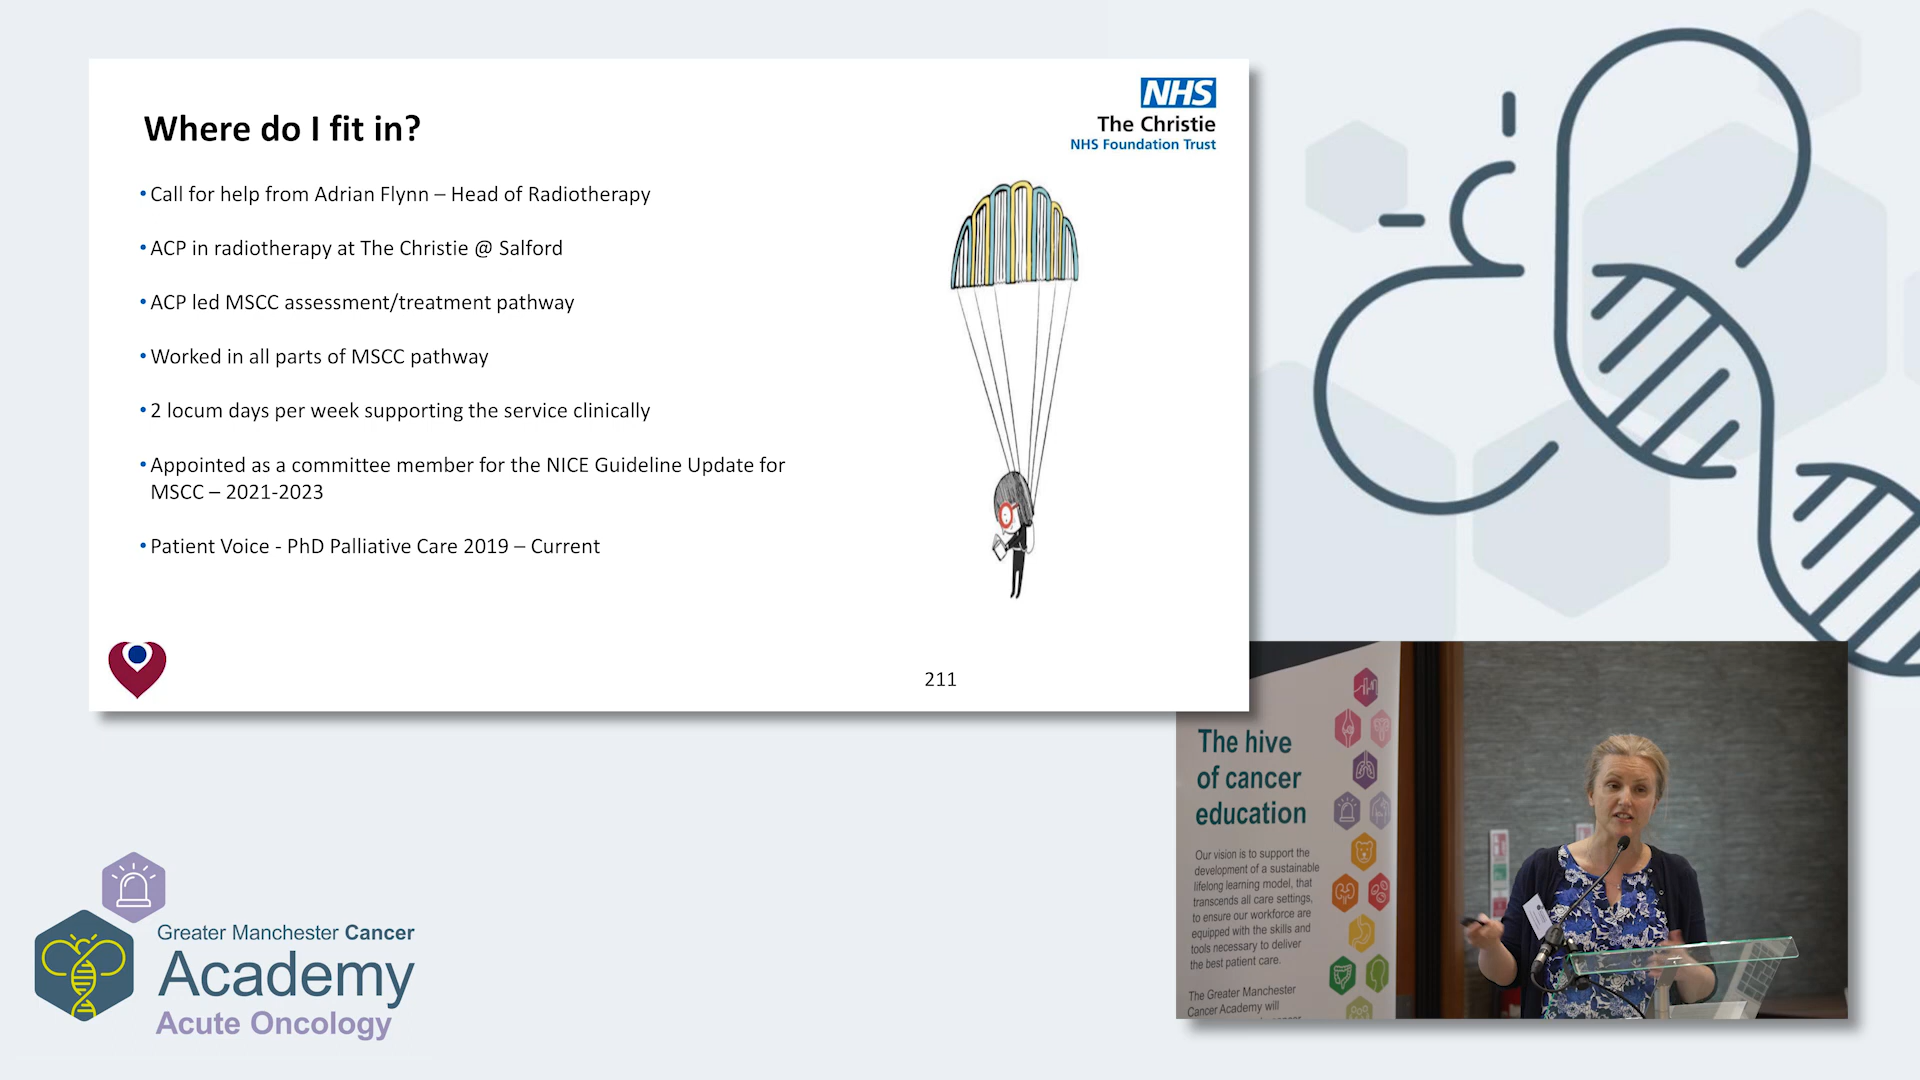 Where do I fit in?
NHS
The Christie
NHS Foundation Trust
•Call for help from Adrian Flynn – Head of Radiotherapy
•ACP in radiotherapy at The Christie @ Salford
•ACP led MSCC assessment/treatment pathway
•Worked in all parts of MSCC pathway
•2 locum days per week supporting the service clinically
•Appointed as a committee member for the NICE Guideline Update for
MSCC – 2021-2023
•Patient Voice - PhD Palliative Care 2019 – Current
211
The hive
of cancer
education
Our vision is to support the
development of a sustainable
lifelong learning model, that
transcends all care settings,
to ensure our workforce are
equipped with the skills and
tools necessary to deliver
the best patient care.
The Greater Manchester
Cancer Academy will
Greater Manchester Cancer
Academy
Acute Oncology